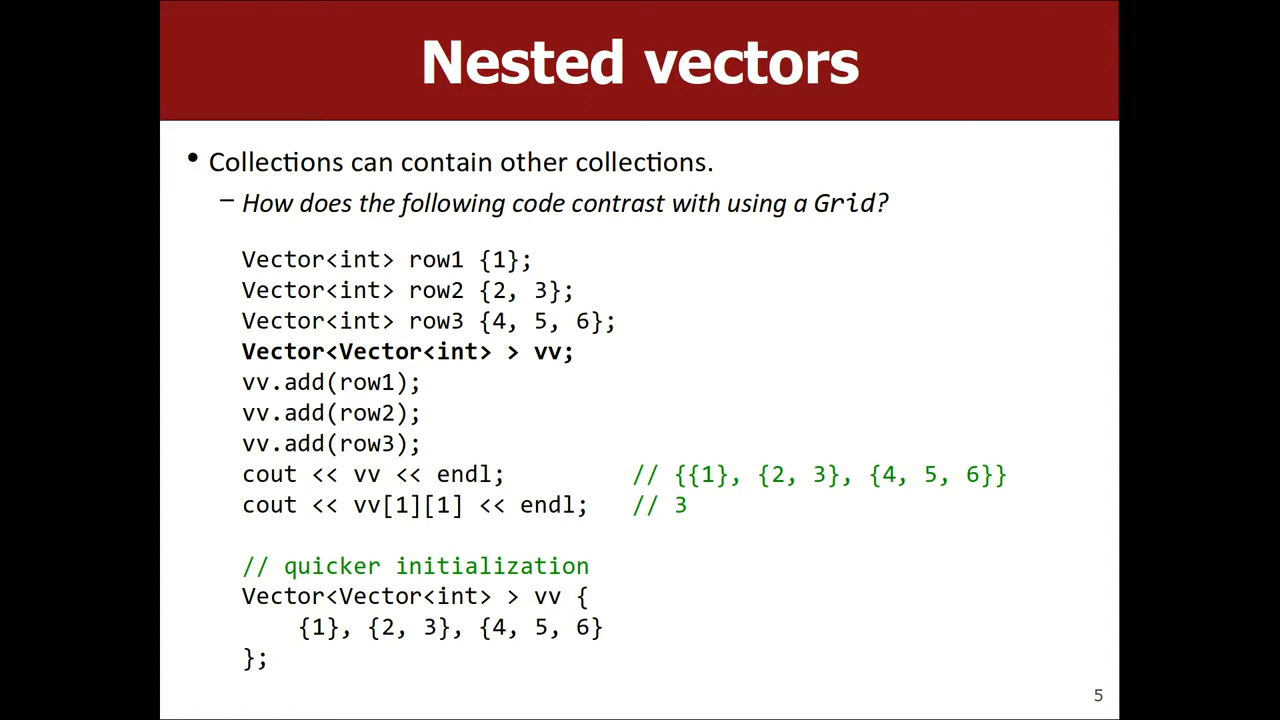 Nested vectors
• Collections can contain other collections.
– How does the following code contrast with using a Grid?
Vector<int> row1 {1};
Vector<int> row2 {2, 3};
Vector<int> row3 {4, 5, 6};
Vector<Vector<int> > vv;
vv.add(row1);
vv.add(row2);
vv.add(row3);
cout << vv << endl; // {{1}, {2, 3}, {4, 5, 6}}
cout << vv[1][1] << endl; // 3
// quicker initialization
Vector<Vector<int> > vv {
{1}, {2, 3}, {4, 5, 6}
};
5